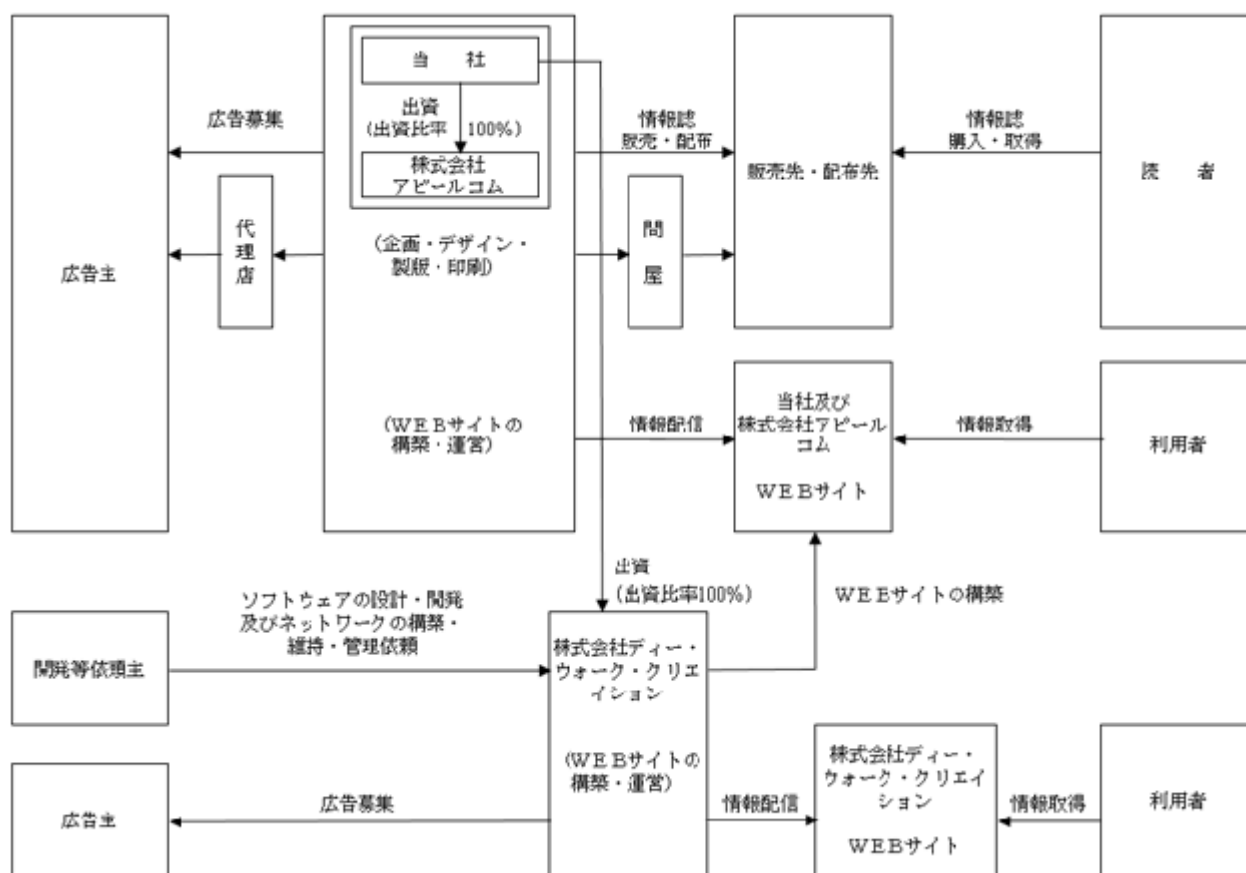 当　社
出資
(出資比率　100%)
株式会社
アピールコム
広告募集
情報誌
販売・配布
情報誌
購入・取得
販売先・配布先
読　者
代
理
店
問
屋
(企画・デザイン・
製版・印刷)
広告主
(ＷＥＢサイトの
構築・運営)
情報配信
当社及び
株式会社アピール
コム
ＷＥＢサイト
情報取得
利用者
出資
(出資比率100%)
ＷＥＢサイトの構築
ソフトウェアの設計・開発
及びネットワークの構築・
維持・管理依頼
開発等依頼主
株式会社ディー・
ウォーク・クリエ
イション
(ＷＥＢサイトの
構築・運営)
広告募集
広告主
情報配信
株式会社ディー・
ウォーク・クリエイ
ション
ＷＥＢサイト
情報取得
利用者